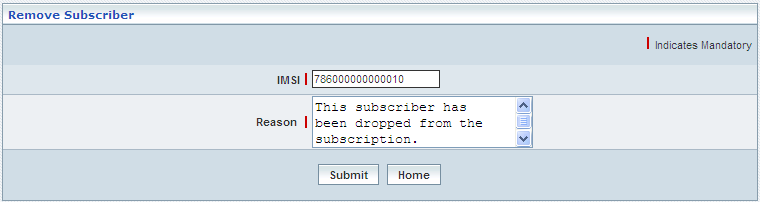 Remove Subscriber
Indicates Mandatory
IMSI 786000000000010
Reason This subscriber has
been dropped from the
subscription.
Submit Home